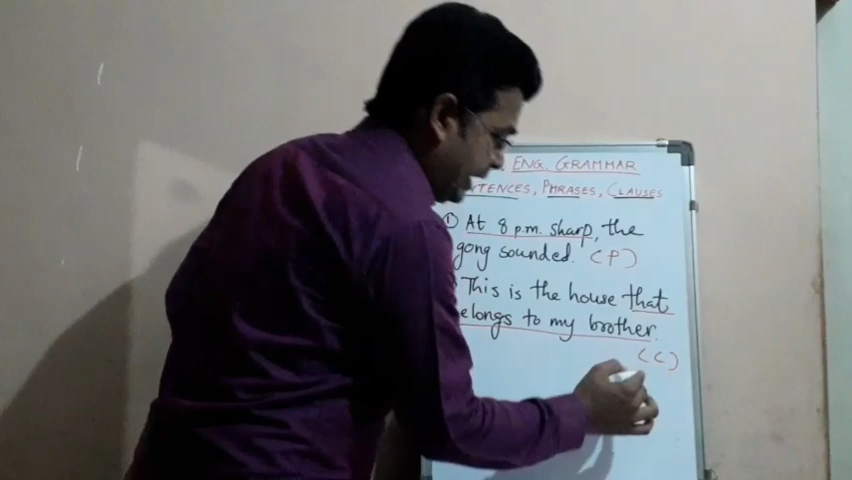 ENG. GRAMMAR
SENTENCES, PHRASES, CLAUSES
① At 8 p.m. sharp, the
gong sounded. (P)
This is the house that
belongs to my brother.
(C)